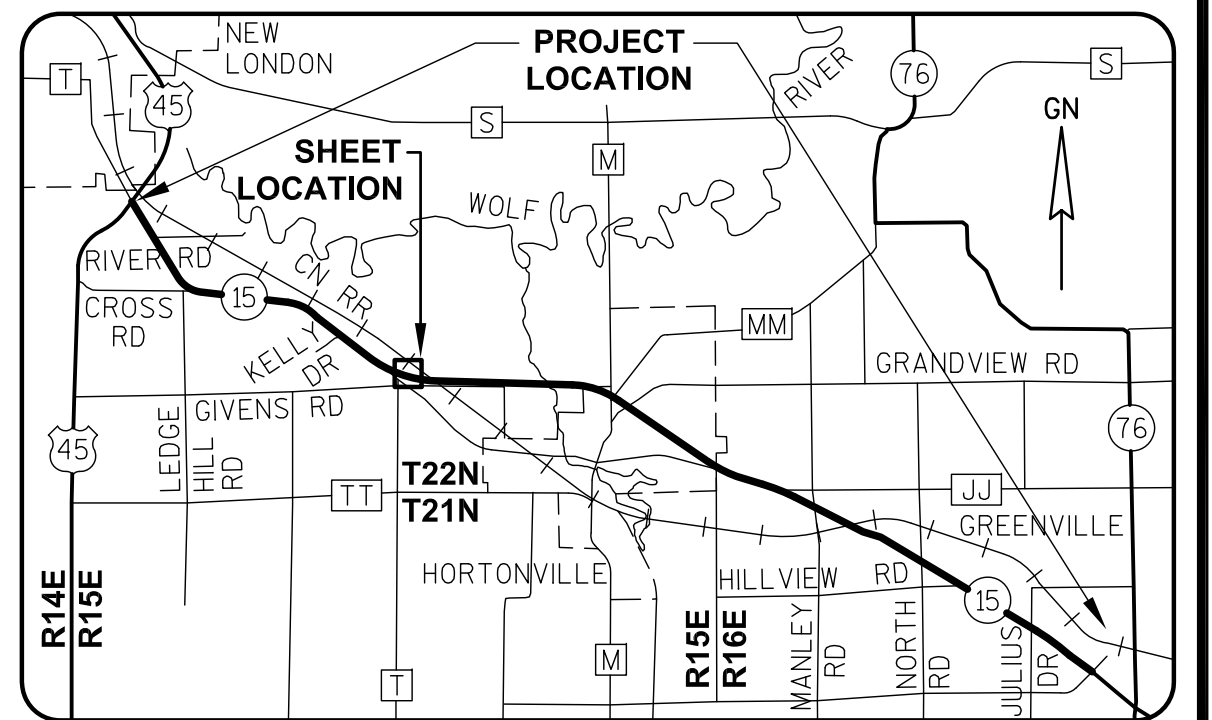 NEW
LONDON
PROJECT
LOCATION
T
45
S
76
S
GN
RIVER
SHEET
LOCATION
M
WOLF
RIVER RD
CN RR
15
CROSS
RD
KELLY
DR
MM
GRANDVIEW RD
GIVENS RD
LEDGE
HILL
RD
45
76
T22N
T21N
TT
JJ
GREENVILLE
HORTONVILLE
HILLVIEW RD
15
R14E
R15E
R15E
R16E
MANLEY
RD
NORTH
RD
JULIUS
DR
M
T